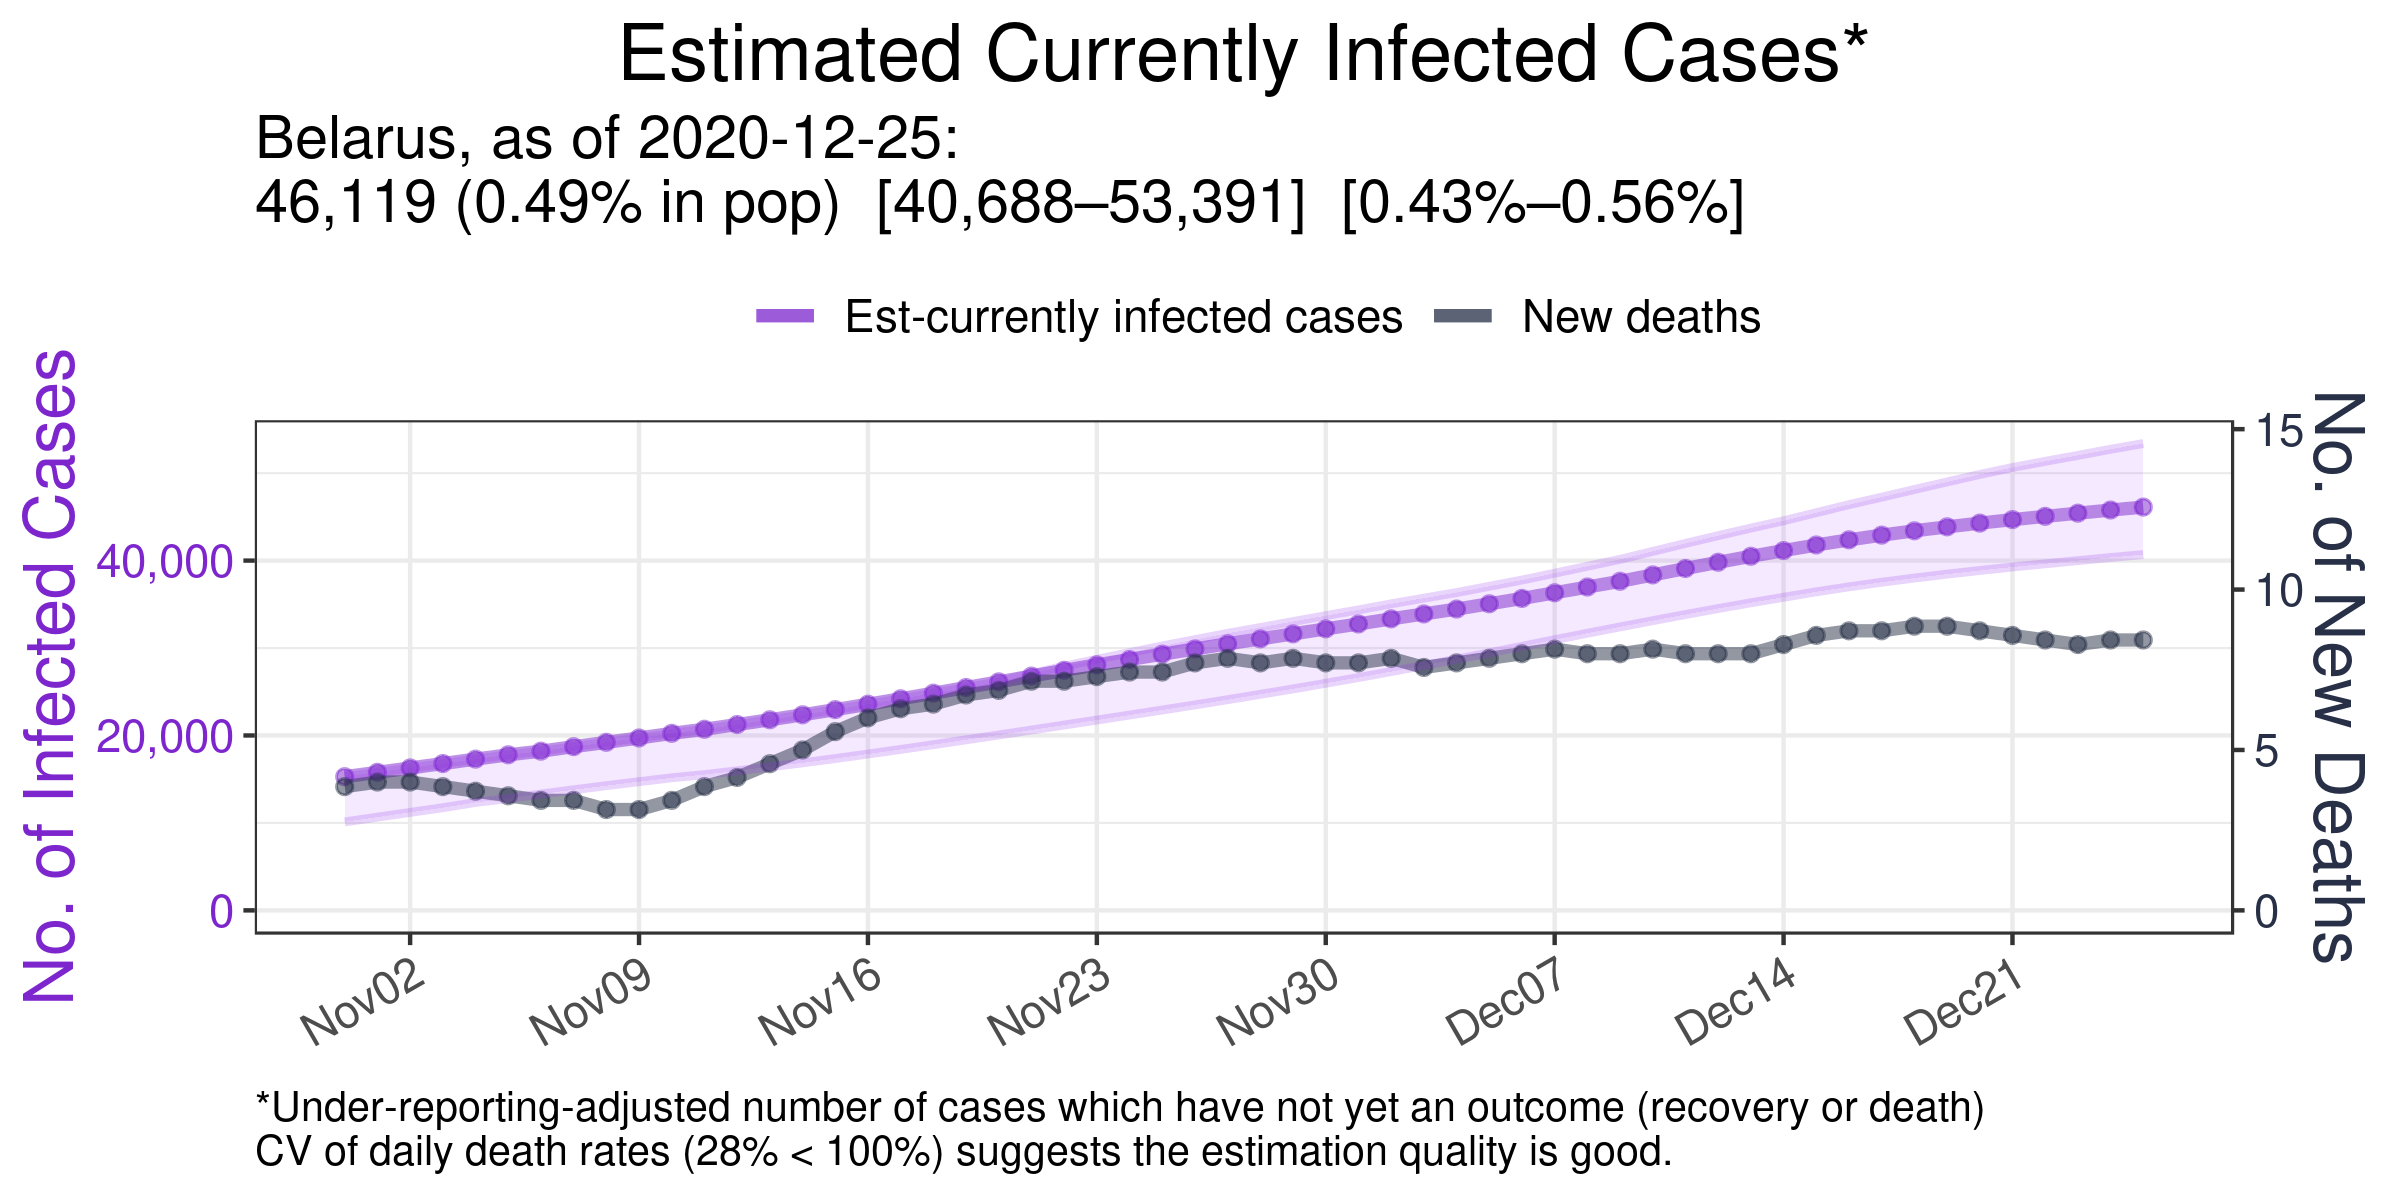 Estimated Currently Infected Cases*
Belarus, as of 2020-12-25:
46,119 (0.49% in pop)  [40,688–53,391]  [0.43%–0.56%]
Est-currently infected cases
New deaths
No. of Infected Cases
40,000
20,000
0
15
10
5
0
No. of New Deaths
Nov02
Nov09
Nov16
Nov23
Nov30
Dec07
Dec14
Dec21
*Under-reporting-adjusted number of cases which have not yet an outcome (recovery or death)
CV of daily death rates (28% < 100%) suggests the estimation quality is good.